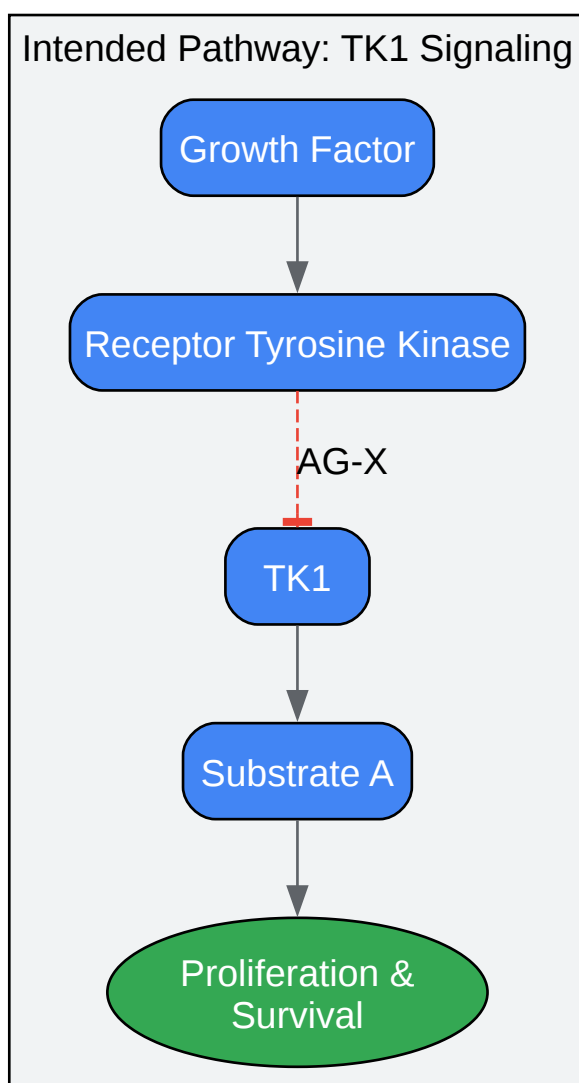 Intended Pathway: TK1 Signaling
Growth Factor
Receptor Tyrosine Kinase
AG-X
TK1
Substrate A
Proliferation &
Survival